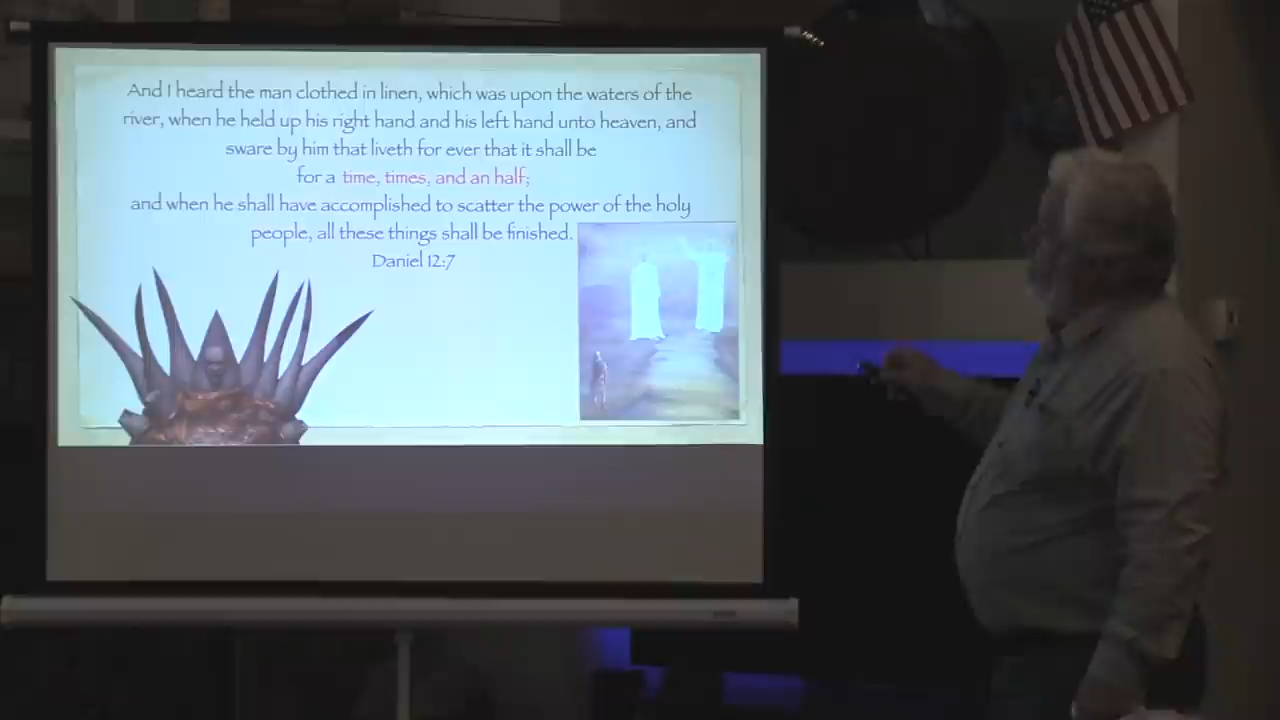 And I heard the man clothed in linen, which was upon the waters of the
river, when he held up his right hand and his left hand unto heaven, and
sware by him that liveth for ever that it shall be
for a time, times, and an half;
and when he shall have accomplished to scatter the power of the holy
people, all these things shall be finished.
Daniel 12:7